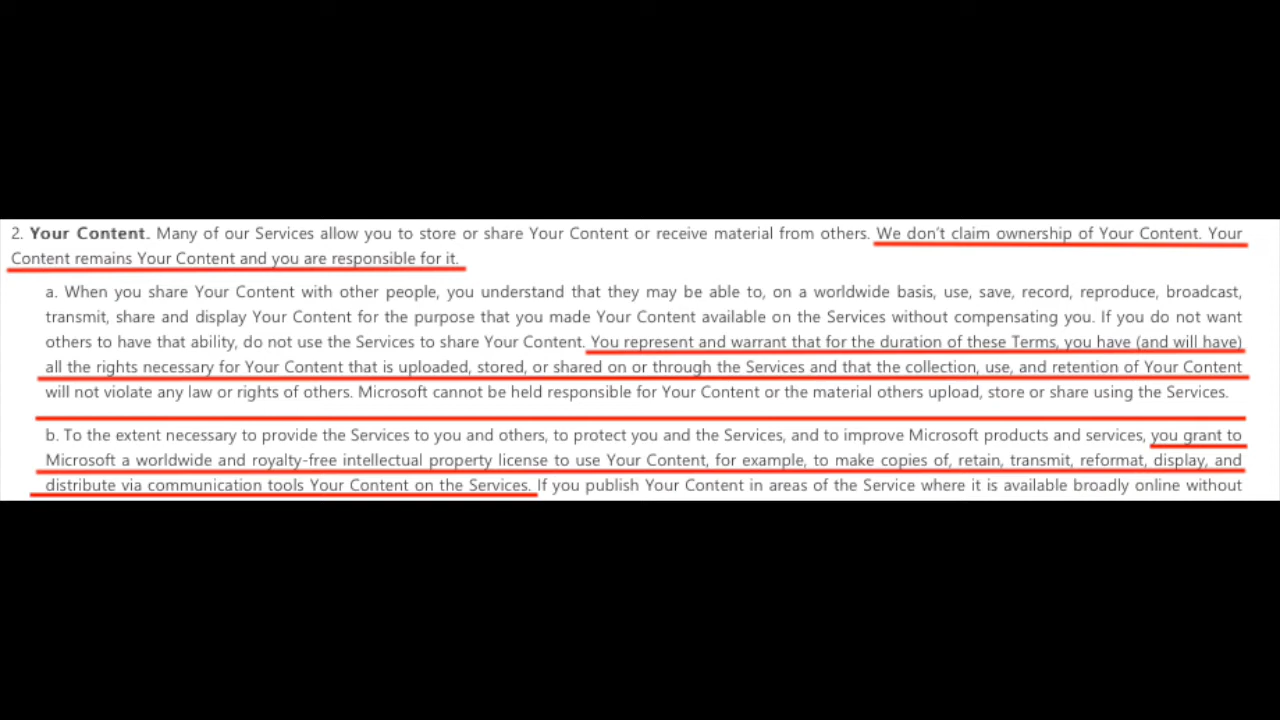 2. Your Content. Many of our Services allow you to store or share Your Content or receive material from others. We don't claim ownership of Your Content. Your
Content remains Your Content and you are responsible for it.
a. When you share Your Content with other people, you understand that they may be able to, on a worldwide basis, use, save, record, reproduce, broadcast,
transmit, share and display Your Content for the purpose that you made Your Content available on the Services without compensating you. If you do not want
others to have that ability, do not use the Services to share Your Content. You represent and warrant that for the duration of these Terms, you have (and will have)
all the rights necessary for Your Content that is uploaded, stored, or shared on or through the Services and that the collection, use, and retention of Your Content
will not violate any law or rights of others. Microsoft cannot be held responsible for Your Content or the material others upload, store or share using the Services.
b. To the extent necessary to provide the Services to you and others, to protect you and the Services, and to improve Microsoft products and services, you grant to
Microsoft a worldwide and royalty-free intellectual property license to use Your Content, for example, to make copies of, retain, transmit, reformat, display, and
distribute via communication tools Your Content on the Services. If you publish Your Content in areas of the Service where it is available broadly online without